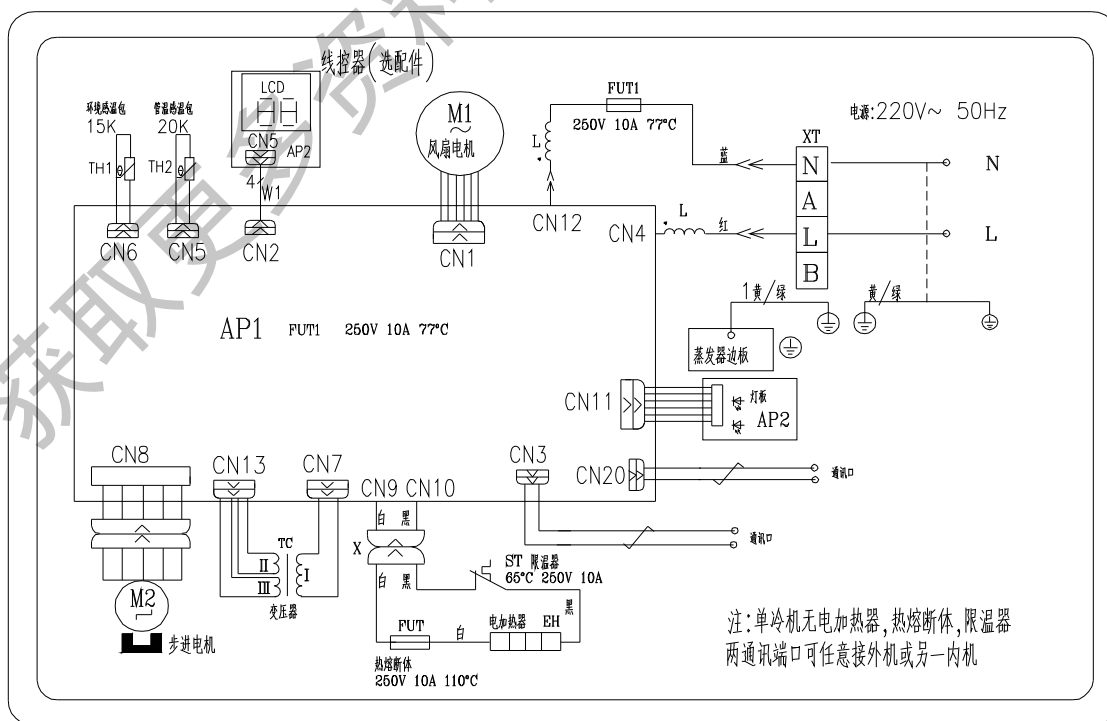 获取更多资料
线控器(选配件)
LCD
CN5
AP2
4
W1
环境感温包
15K
TH1
θ
管温感温包
20K
TH2
θ
M1
~
风扇电机
L
FUT1
250V 10A 77℃
电源:220V~ 50Hz
XT
蓝
N
A
L
B
N
L
红
L
CN6
CN5
CN2
CN1
CN12
CN4
1黄/绿
黄/绿
蒸发器边板
AP1 FUT1 250V 10A 77℃
CN11
灯板
AP2
CN8
CN13
CN7
CN9
CN10
CN3
CN20
通讯口
通讯口
白
黑
X
白
黑
TC
II
III
I
变压器
M2
步进电机
ST 限温器
65℃ 250V 10A
黑
FUT
白
电加热器
EH
热熔断体
250V 10A 110℃
注:单冷机无电加热器,热熔断体,限温器
两通讯端口可任意接外机或另一内机